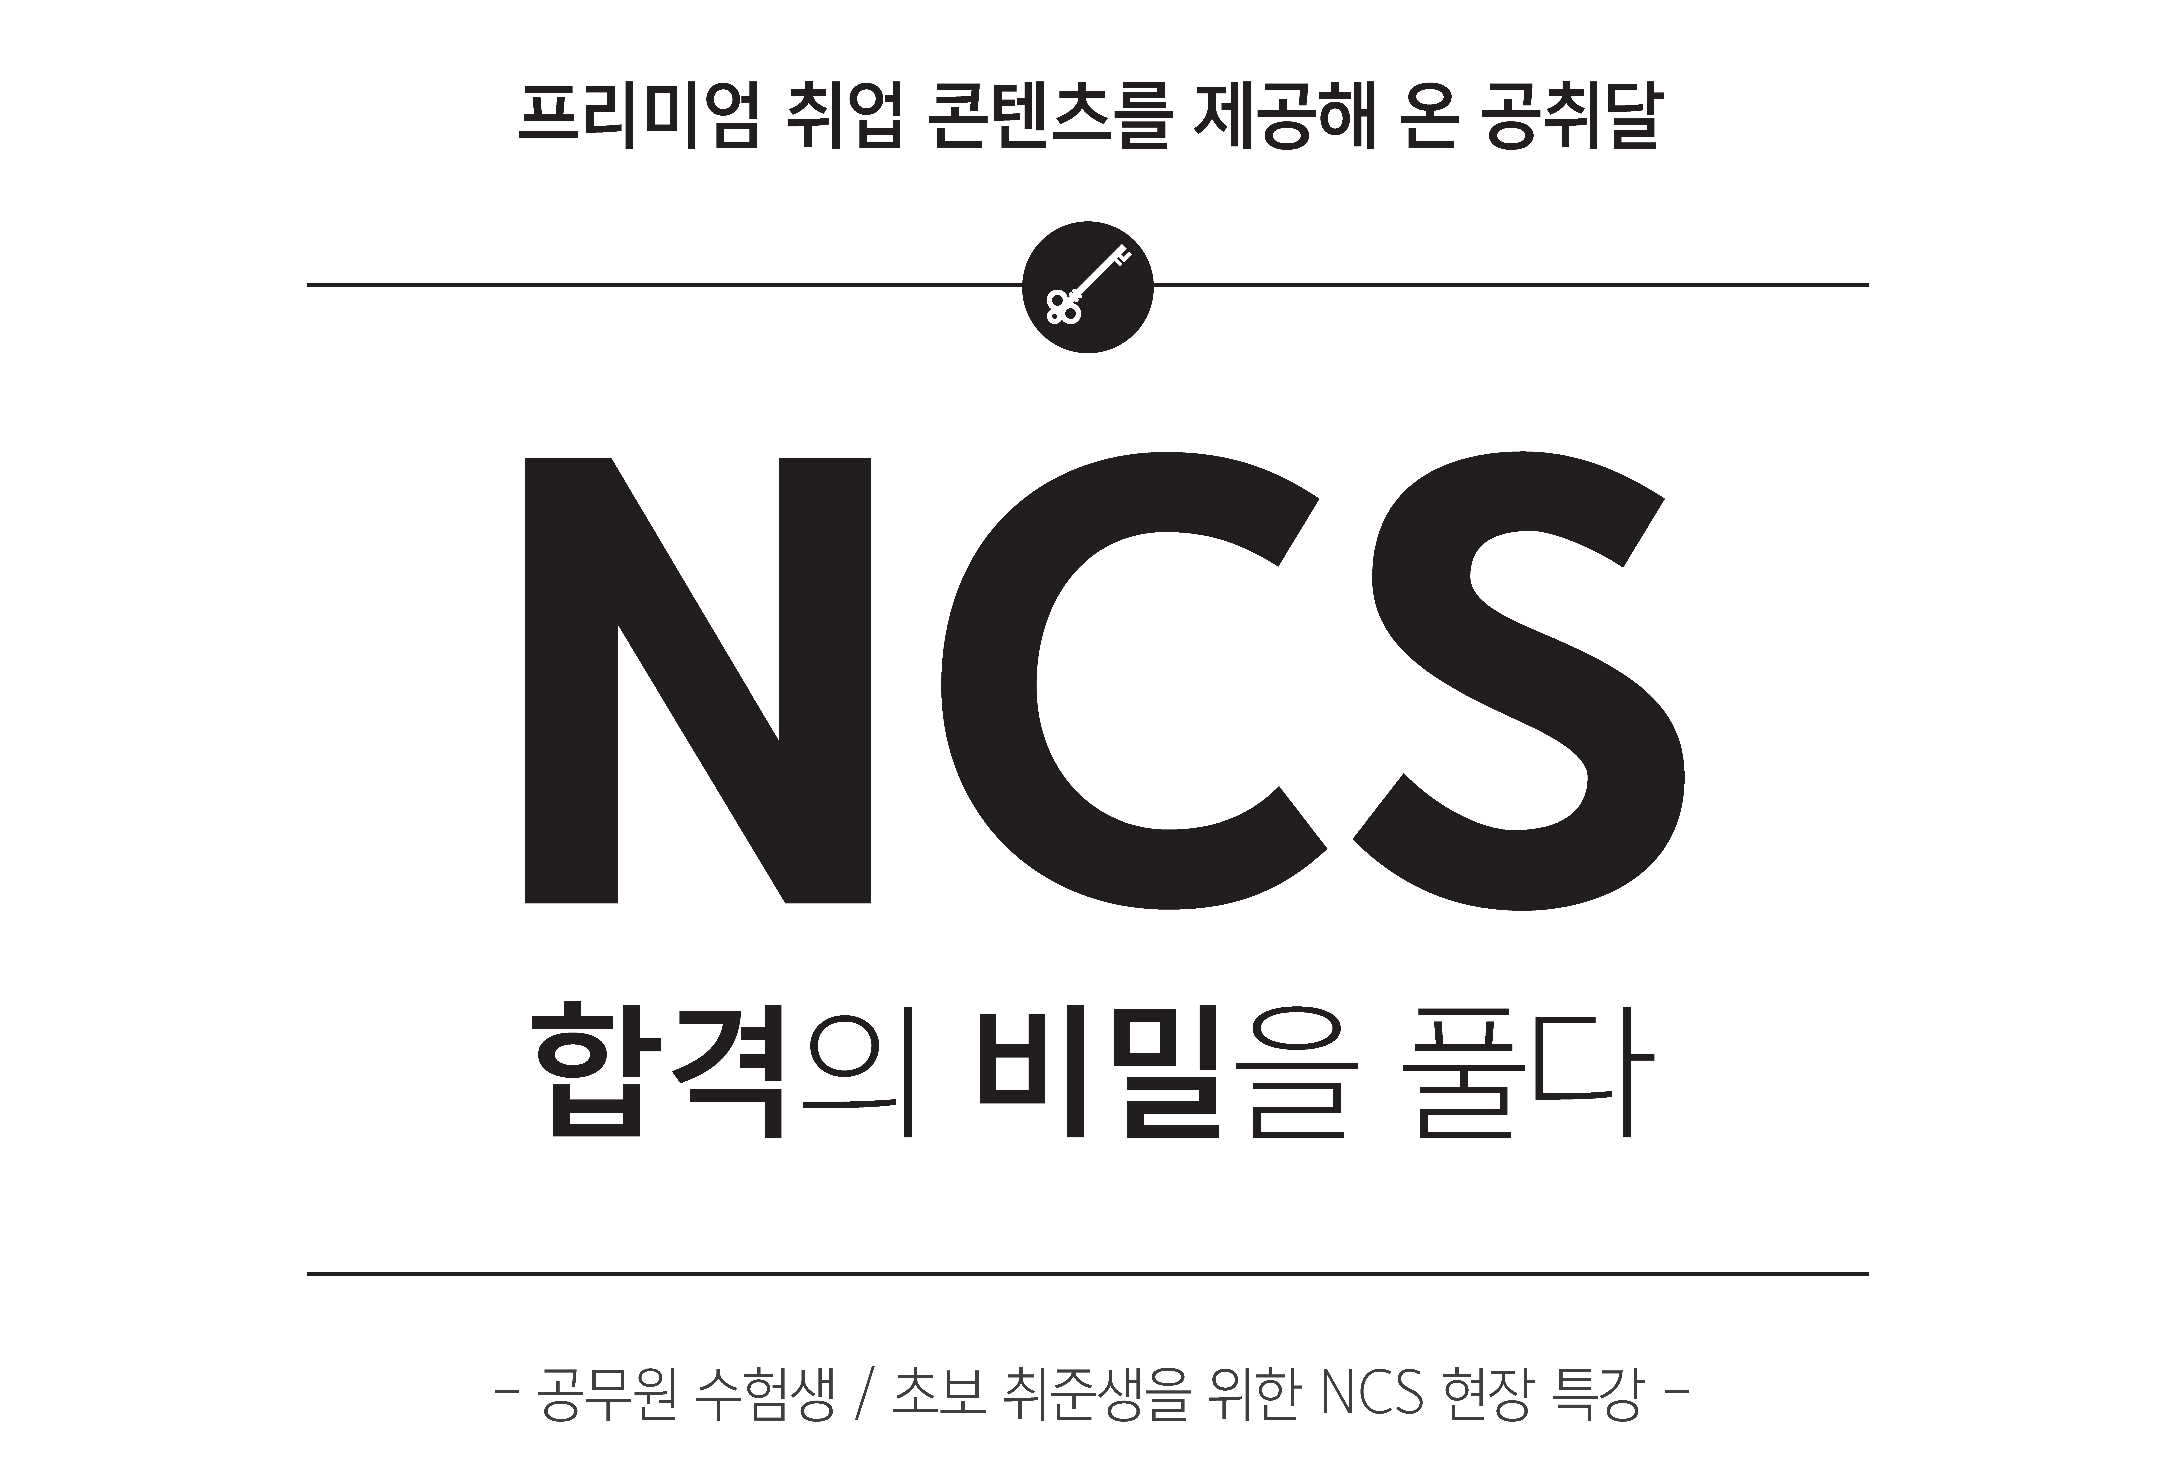 프리미엄 취업 콘텐츠를 제공해 온 공취달
NCS
합격의 비밀을 풀다
- 공무원 수험생 / 초보 취준생을 위한 NCS 현장 특강 -